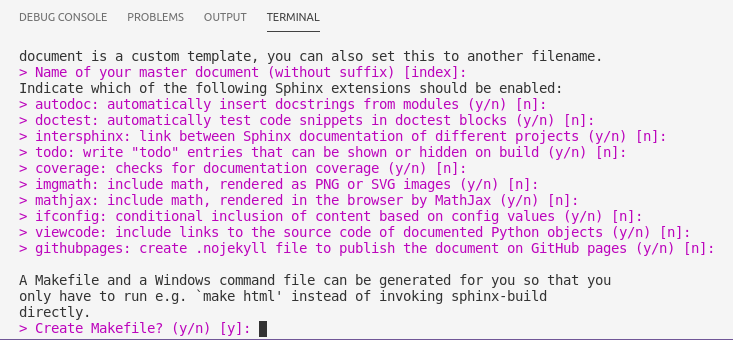 DEBUG CONSOLE PROBLEMS OUTPUT TERMINAL
document is a custom template, you can also set this to another filename.
> Name of your master document (without suffix) [index]:
Indicate which of the following Sphinx extensions should be enabled:
> autodoc: automatically insert docstrings from modules (y/n) [n]:
> doctest: automatically test code snippets in doctest blocks (y/n) [n]:
> intersphinx: link between Sphinx documentation of different projects (y/n) [n]:
> todo: write "todo" entries that can be shown or hidden on build (y/n) [n]:
> coverage: checks for documentation coverage (y/n) [n]:
> imgmath: include math, rendered as PNG or SVG images (y/n) [n]:
> mathjax: include math, rendered in the browser by MathJax (y/n) [n]:
> ifconfig: conditional inclusion of content based on config values (y/n) [n]:
> viewcode: include links to the source code of documented Python objects (y/n) [n]:
> githubpages: create .nojekyll file to publish the document on GitHub pages (y/n) [n]:
A Makefile and a Windows command file can be generated for you so that you
only have to run e.g. `make html' instead of invoking sphinx-build
directly.
> Create Makefile? (y/n) [y]: